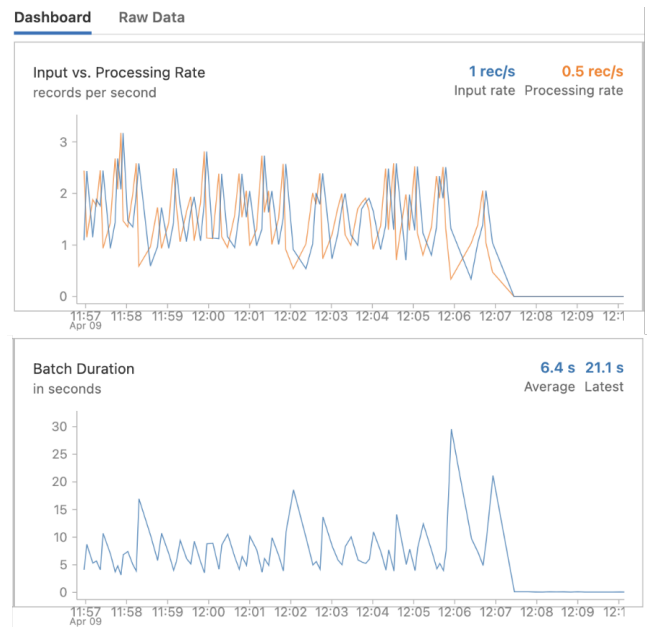 Dashboard Raw Data
Input vs. Processing Rate 1 rec/s 0.5 rec/s
records per second Input rate Processing rate
3
2
1
0
11:57 11:58 11:59 12:00 12:01 12:02 12:03 12:04 12:05 12:06 12:07 12:08 12:09 12:1
Apr 09
Batch Duration 6.4 s 21.1 s
in seconds Average Latest
30
25
20
15
10
5
0
11:57 11:58 11:59 12:00 12:01 12:02 12:03 12:04 12:05 12:06 12:07 12:08 12:09 12:1
Apr 09